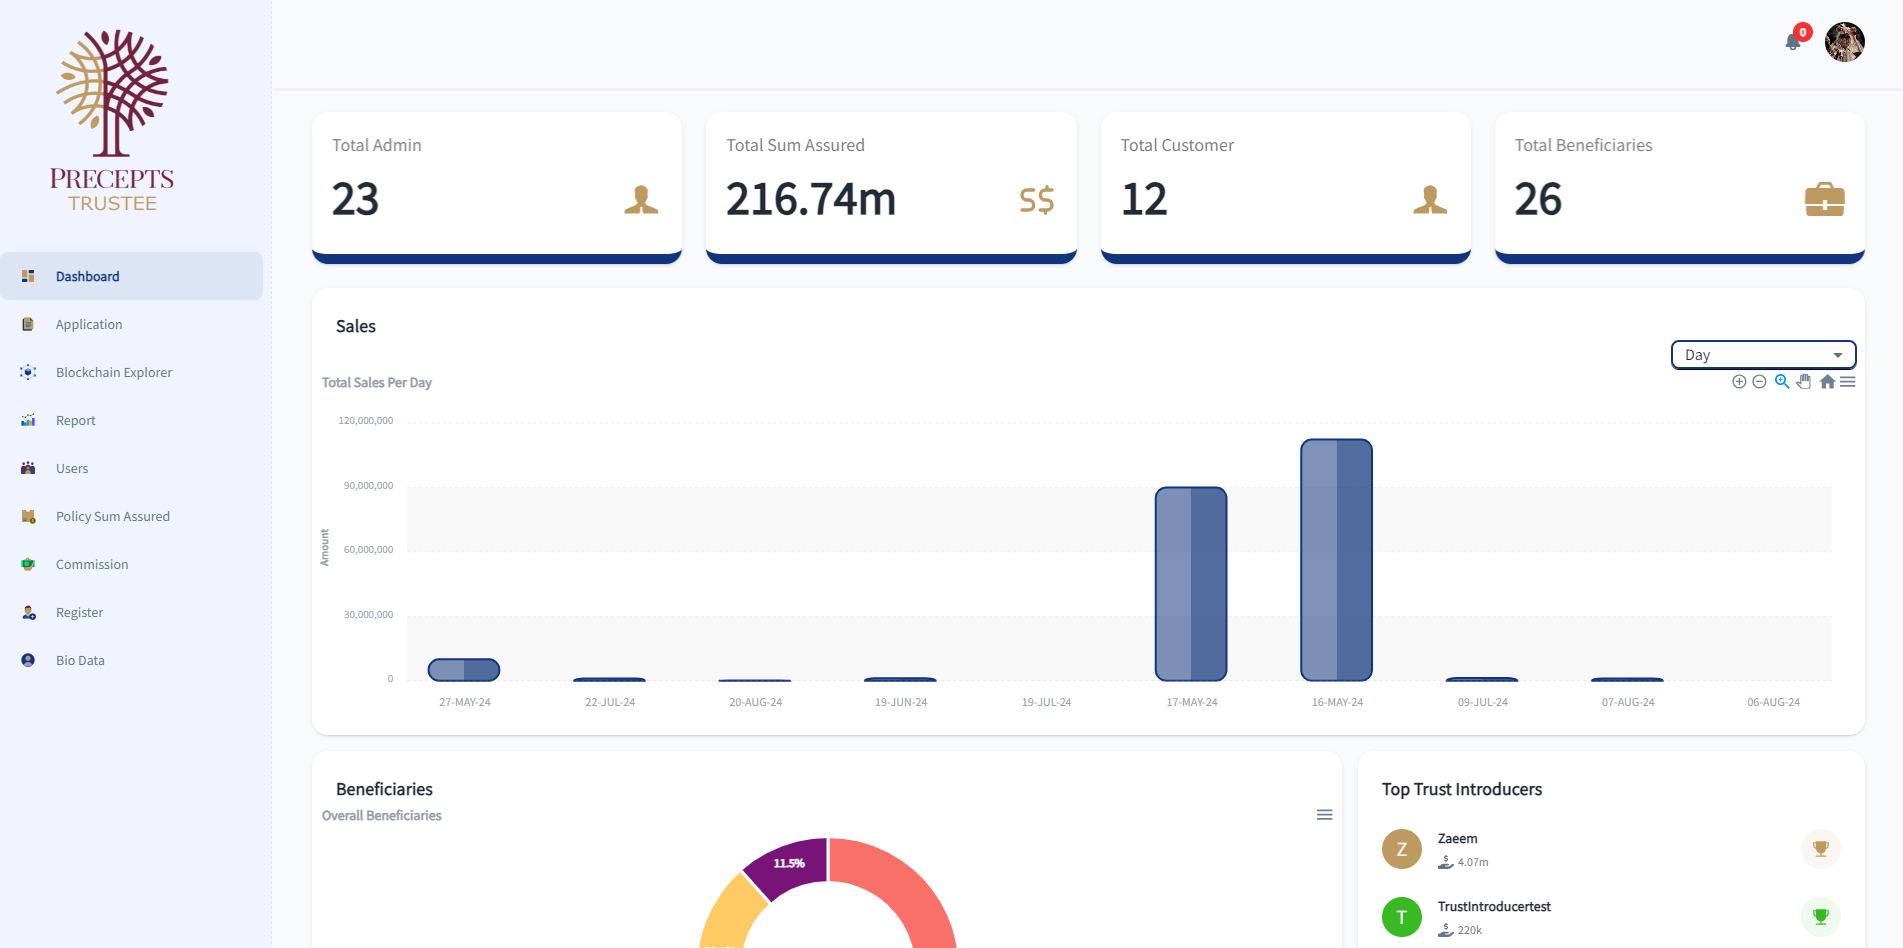 PRECEPTS
TRUSTEE
Dashboard
Application
Blockchain Explorer
Report
Users
Policy Sum Assured
Commission
Register
Bio Data
0
Total Admin
23
Total Sum Assured
216.74m
S$
Total Customer
12
Total Beneficiaries
26
Sales
Day
Total Sales Per Day
120,000,000
90,000,000
60,000,000
30,000,000
0
Amount
27-MAY-24
22-JUL-24
20-AUG-24
19-JUN-24
19-JUL-24
17-MAY-24
16-MAY-24
09-JUL-24
07-AUG-24
06-AUG-24
Beneficiaries
Overall Beneficiaries
11.5%
Top Trust Introducers
Z
Zaeem
4.07m
T
TrustIntroducertest
220k